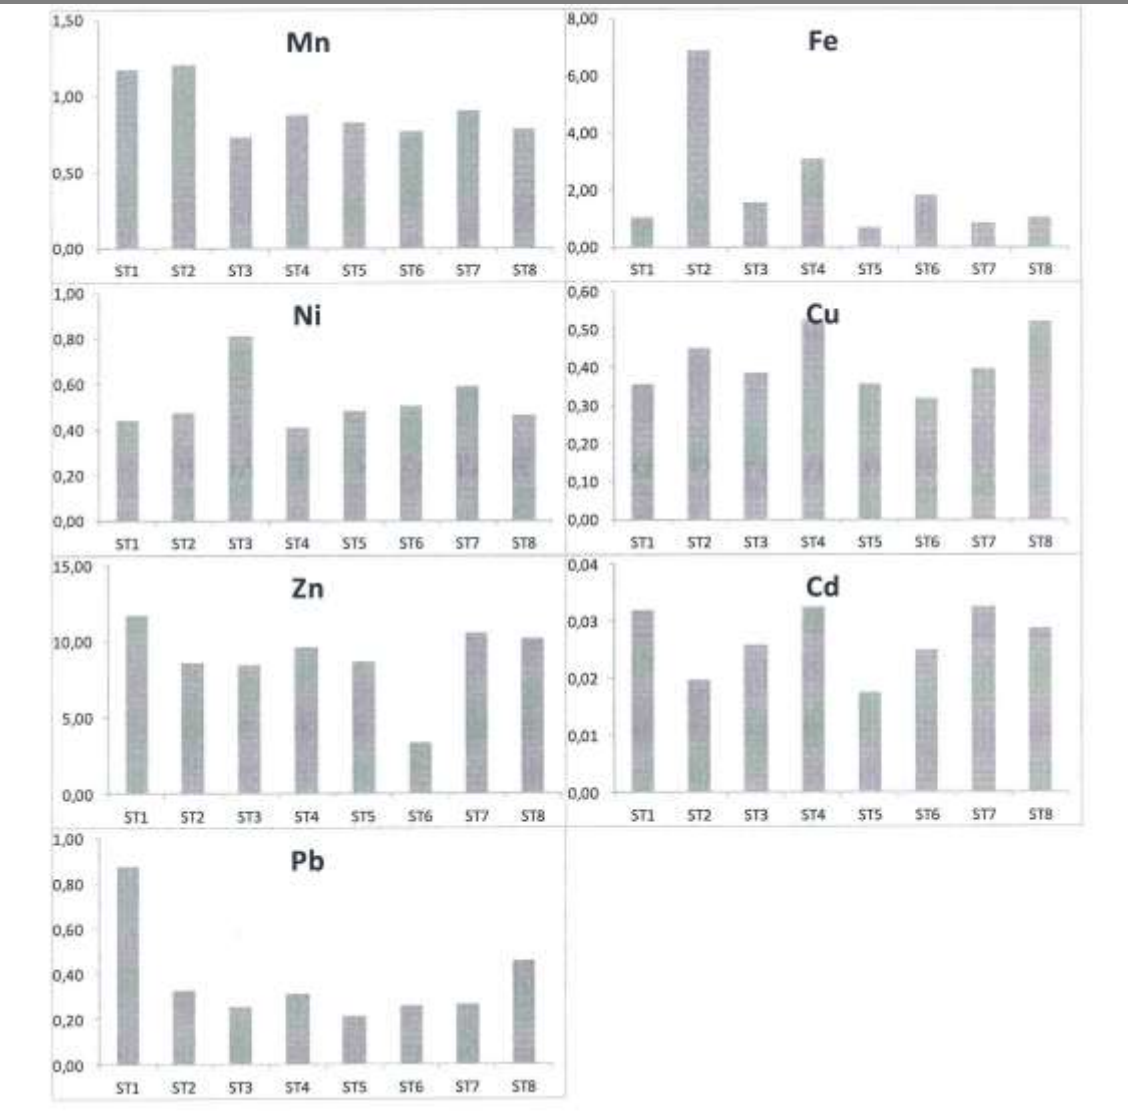 Mn
1,50
1,00
0,50
0,00
ST1 ST2 ST3 ST4 ST5 ST6 ST7 ST8
Fe
8,00
6,00
4,00
2,00
0,00
ST1 ST2 ST3 ST4 ST5 ST6 ST7 ST8
Ni
1,00
0,80
0,60
0,40
0,20
0,00
ST1 ST2 ST3 ST4 ST5 ST6 ST7 ST8
Cu
0,60
0,50
0,40
0,30
0,20
0,10
0,00
ST1 ST2 ST3 ST4 ST5 ST6 ST7 ST8
Zn
15,00
10,00
5,00
0,00
ST1 ST2 ST3 ST4 ST5 ST6 ST7 ST8
Cd
0,04
0,03
0,02
0,01
0,00
ST1 ST2 ST3 ST4 ST5 ST6 ST7 ST8
Pb
1,00
0,80
0,60
0,40
0,20
0,00
ST1 ST2 ST3 ST4 ST5 ST6 ST7 ST8